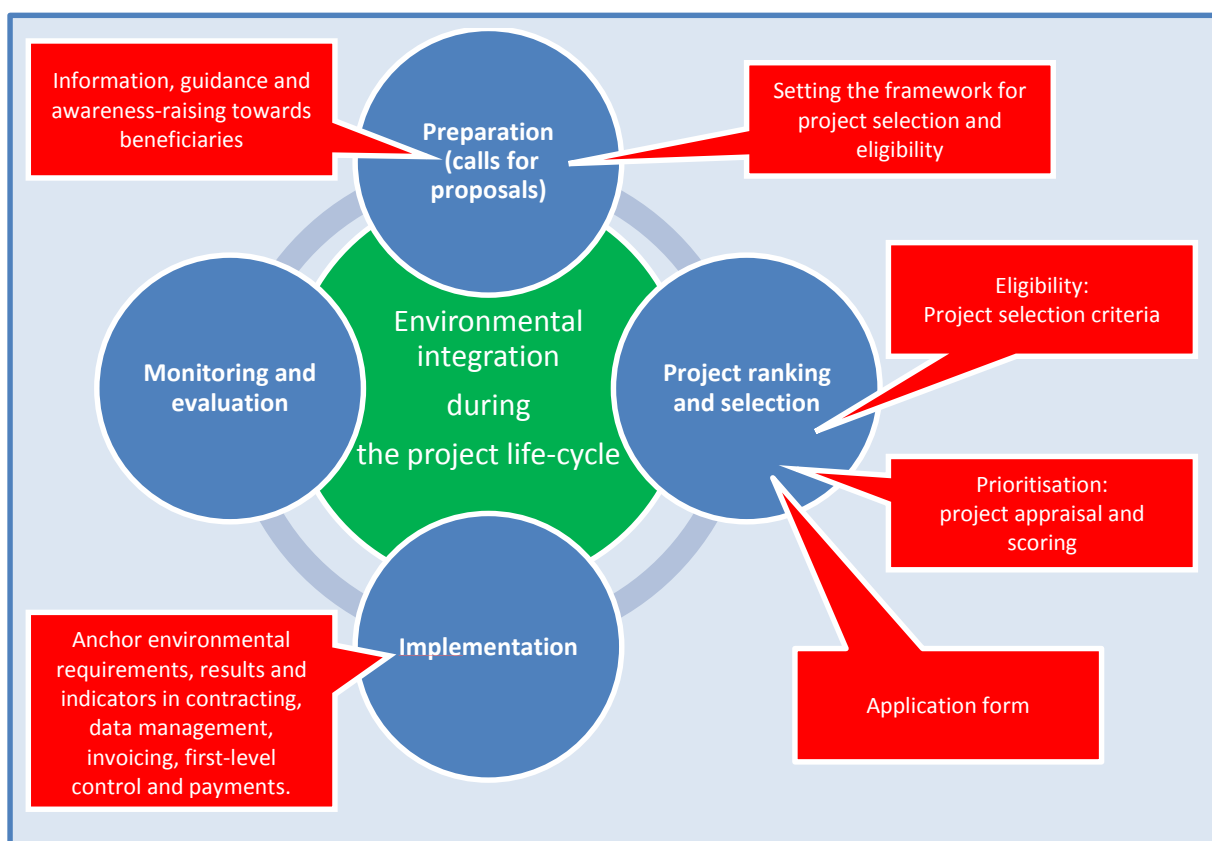 Information, guidance and
awareness-raising towards
beneficiaries
Preparation
(calls for
proposals)
Setting the framework for
project selection and
eligibility
Eligibility:
Project selection criteria
Environmental
integration
during
the project life-cycle
Monitoring and
evaluation
Project ranking
and selection
Prioritisation:
project appraisal and
scoring
Anchor environmental
requirements, results and
indicators in contracting,
data management,
invoicing, first-level
control and payments.
Implementation
Application form